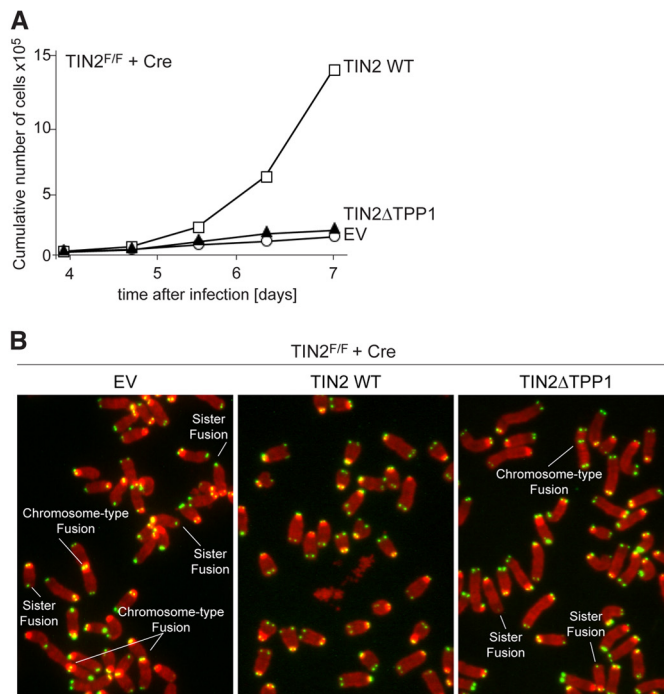 A
TIN2F/F + Cre
TIN2 WT
TIN2ΔTPP1
EV
Cumulative number of cells x10⁵
15
10
5
0
4
5
6
7
time after infection [days]
B
TIN2F/F + Cre
EV
TIN2 WT
TIN2ΔTPP1
Sister
Fusion
Chromosome-type
Fusion
Sister
Fusion
Sister
Fusion
Chromosome-type
Fusion
Chromosome-type
Fusion
Sister
Fusion
Sister
Fusion